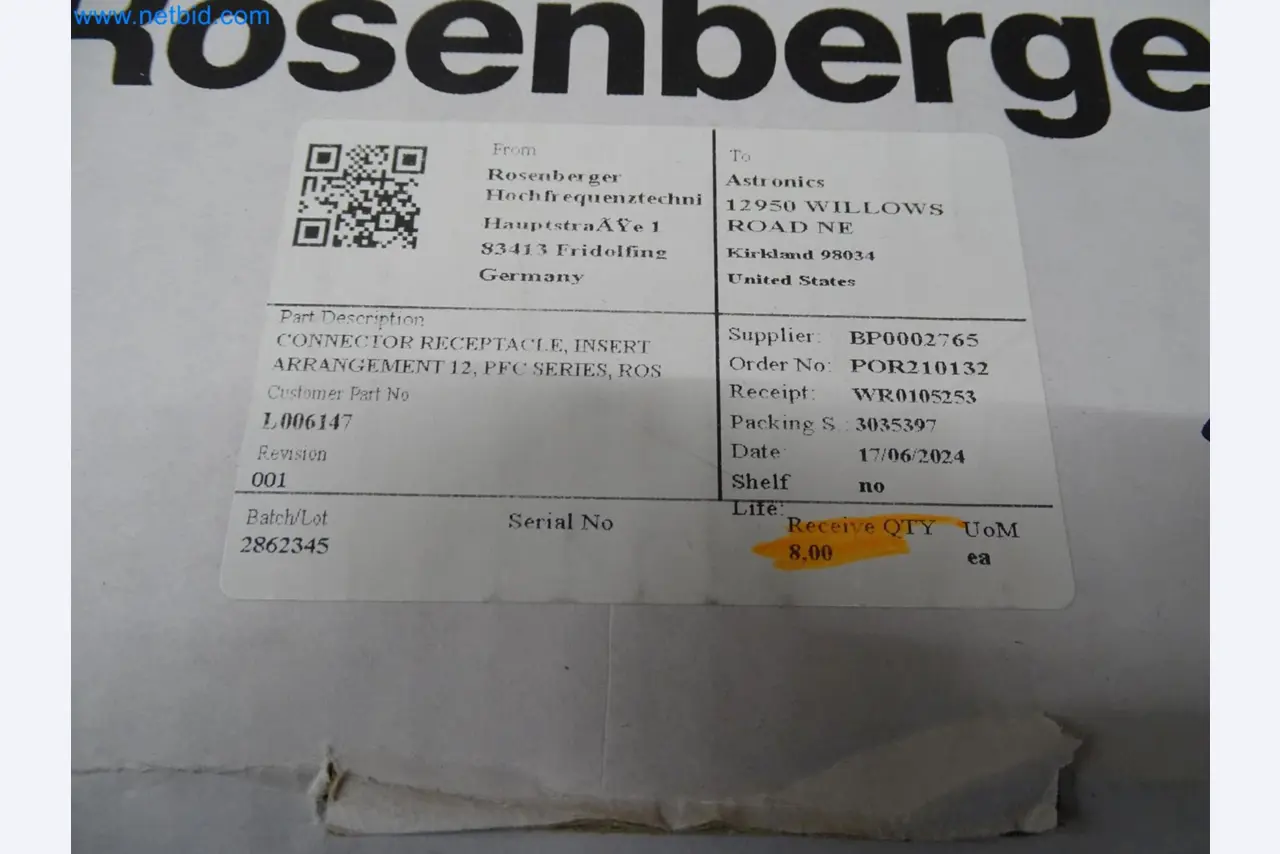 www.netbid.com
Rosenberge
From
Rosenberger
Hochfrequenztechni
HauptstraÃŸe 1
83413 Fridolfing
Germany
To
Astronics
12950 WILLOWS
ROAD NE
Kirkland 98034
United States
Part Description
CONNECTOR RECEPTACLE, INSERT
ARRANGEMENT 12, PFC SERIES, ROS
Customer Part No
L006147
Revision
001
Supplier: BP0002765
Order No: POR210132
Receipt: WR0105253
Packing S : 3035397
Date: 17/06/2024
Shelf no
Life:
Batch/Lot
2862345
Serial No
Receive QTY
8,00
UoM
ea